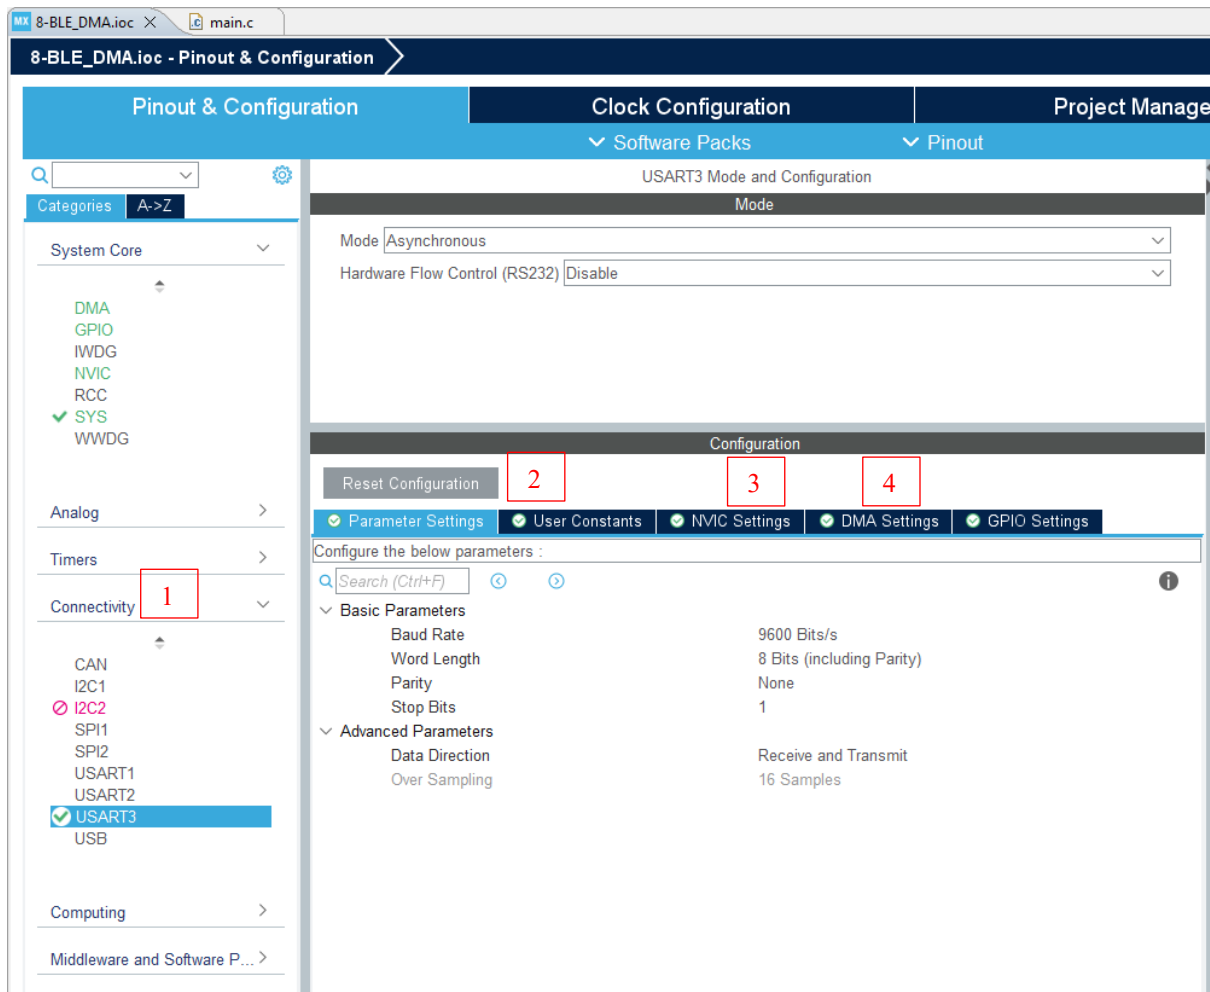 MX 8-BLE_DMA.ioc
.c main.c
8-BLE_DMA.ioc - Pinout & Configuration
Pinout & Configuration
Clock Configuration
Project Manage
Software Packs
Pinout
Categories
A->Z
System Core
DMA
GPIO
IWDG
NVIC
RCC
SYS
WWDG
Analog
Timers
Connectivity
1
CAN
I2C1
I2C2
SPI1
SPI2
USART1
USART2
USART3
USB
Computing
Middleware and Software P...
USART3 Mode and Configuration
Mode
Mode Asynchronous
Hardware Flow Control (RS232) Disable
Configuration
Reset Configuration
2
3
4
Parameter Settings
User Constants
NVIC Settings
DMA Settings
GPIO Settings
Configure the below parameters :
Search (Ctrl+F)
i
Basic Parameters
Baud Rate 9600 Bits/s
Word Length 8 Bits (including Parity)
Parity None
Stop Bits 1
Advanced Parameters
Data Direction Receive and Transmit
Over Sampling 16 Samples